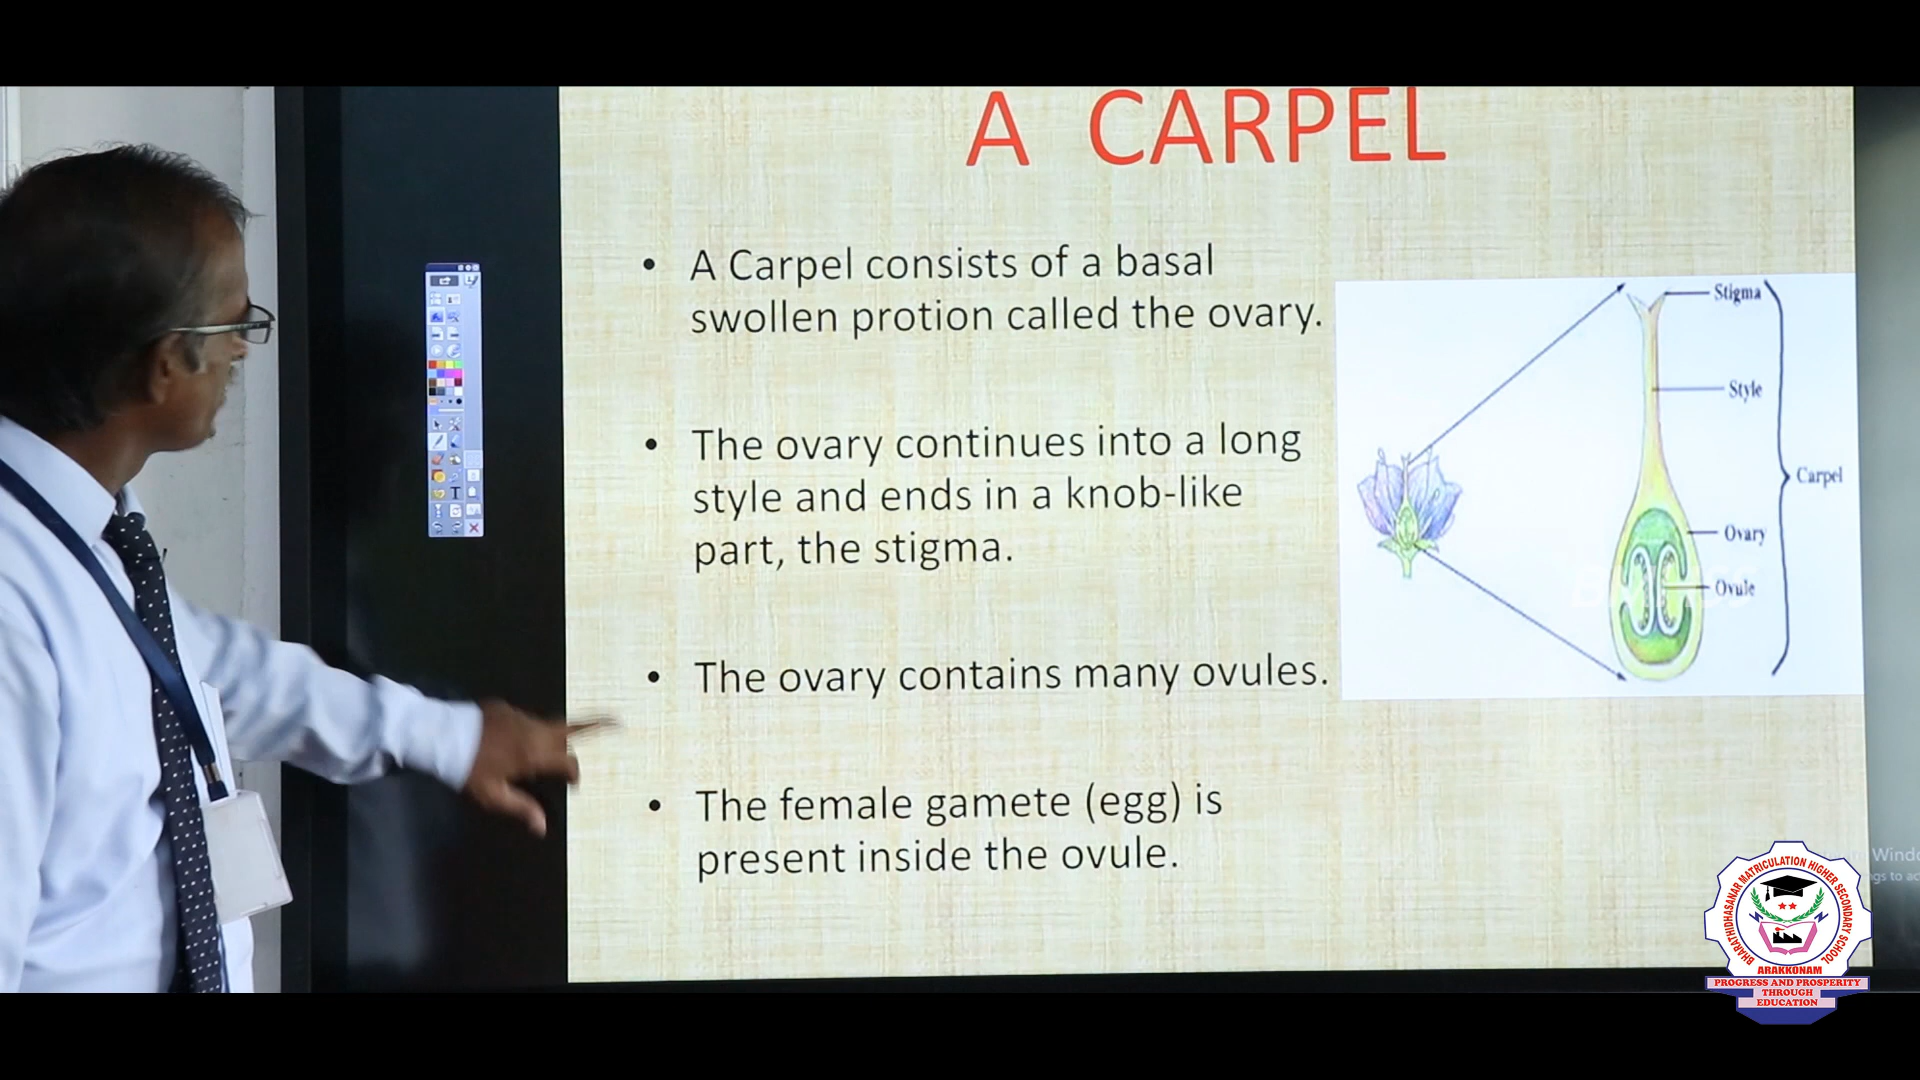 A CARPEL
• A Carpel consists of a basal
swollen protion called the ovary.
• The ovary continues into a long
style and ends in a knob-like
part, the stigma.
• The ovary contains many ovules.
• The female gamete (egg) is
present inside the ovule.
Stigma
Style
Carpel
Ovary
Ovule
BHARATHIDHASANAR MATRICULATION HIGHER SECONDARY SCHOOL
ARAKKONAM
PROGRESS AND PROSPERITY
THROUGH
EDUCATION